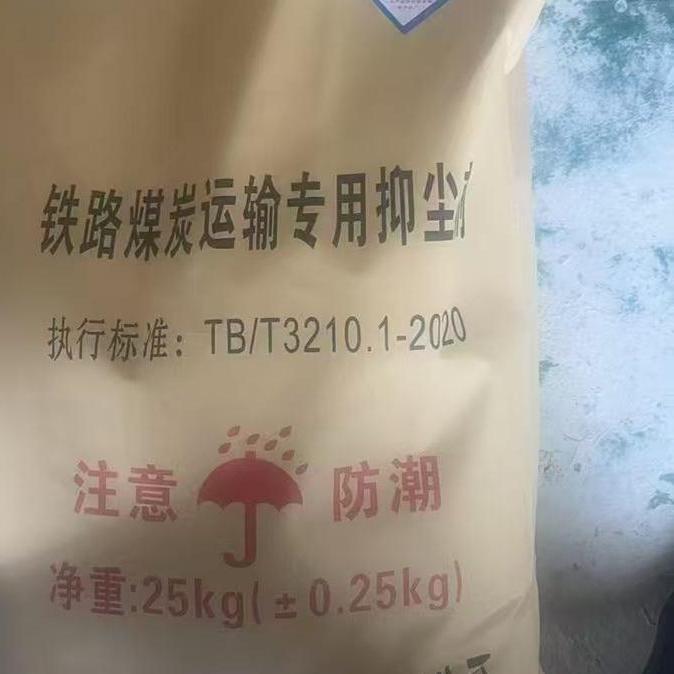 铁路煤炭运输专用抑尘
执行标准：TB/T3210.1-2020
注意 防潮
净重:25kg(±0.25kg)